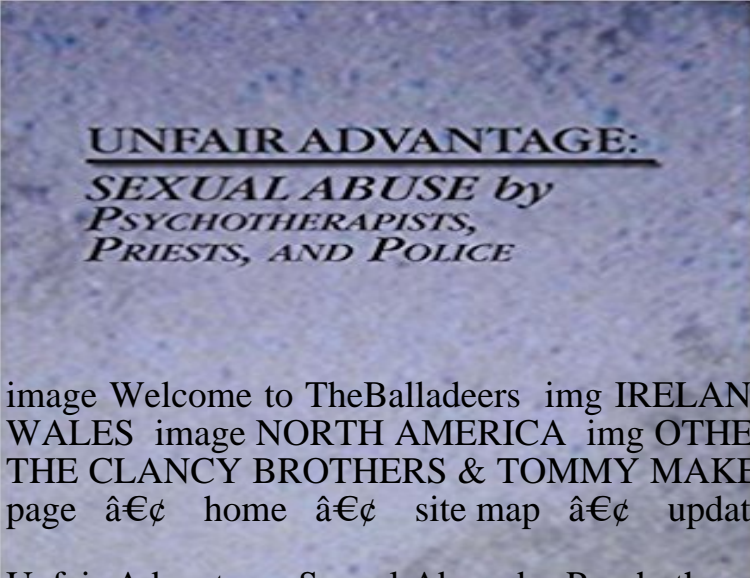 UNFAIR ADVANTAGE:
SEXUAL ABUSE by
PSYCHOTHERAPISTS,
PRIESTS, AND POLICE
image Welcome to TheBalladeers img IRELAN
WALES image NORTH AMERICA img OTHE
THE CLANCY BROTHERS & TOMMY MAKE
page • home • site map • updat